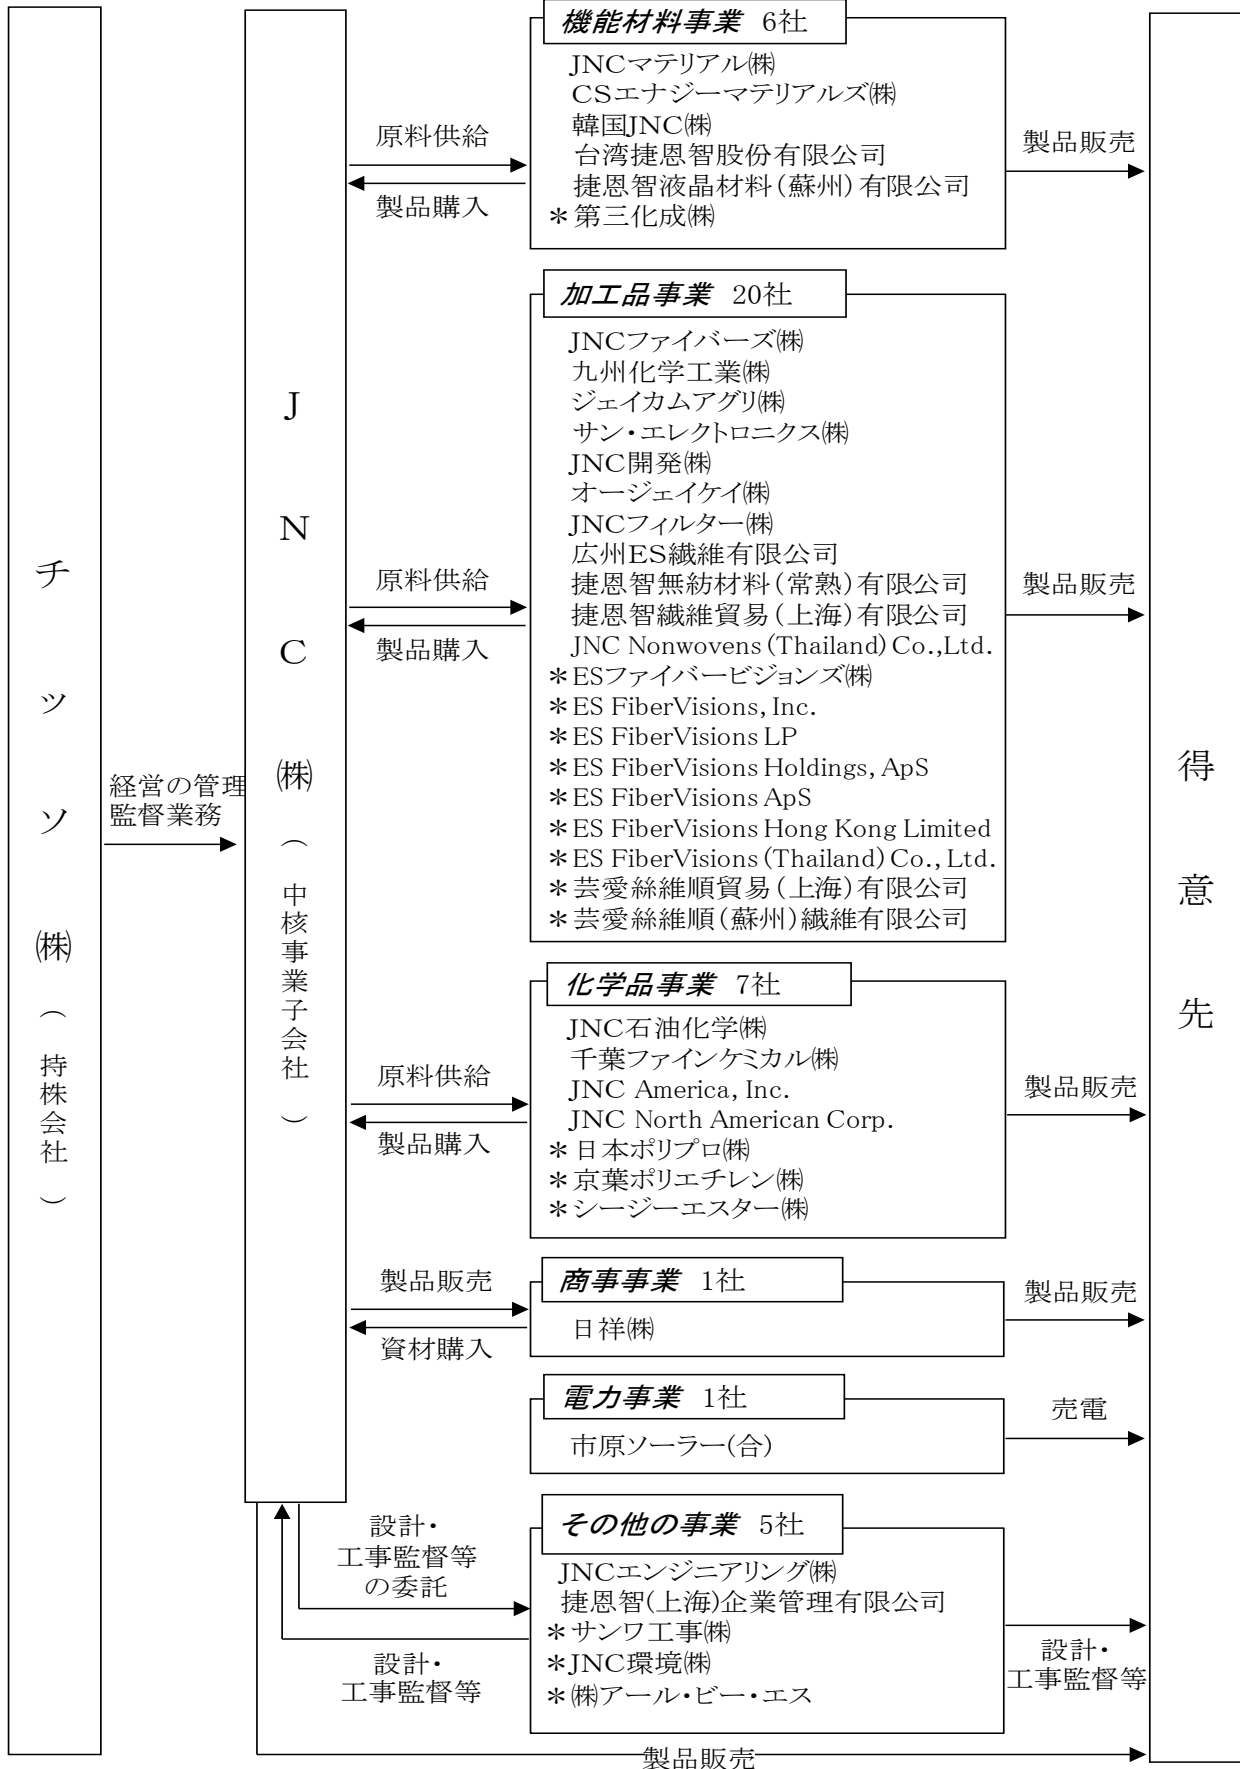 チッソ㈱（持株会社）
経営の管理
監督業務
JNC㈱（中核事業子会社）
機能材料事業 6社
JNCマテリアル㈱
CSエナジーマテリアルズ㈱
韓国JNC㈱
台湾捷恩智股份有限公司
捷恩智液晶材料（蘇州）有限公司
＊第三化成㈱
原料供給
製品購入
製品販売
加工品事業 20社
JNCファイバーズ㈱
九州化学工業㈱
ジェイカムアグリ㈱
サン・エレクトロニクス㈱
JNC開発㈱
オージェイケイ㈱
JNCフィルター㈱
広州ES繊維有限公司
捷恩智無紡材料（常熟）有限公司
捷恩智繊維貿易（上海）有限公司
JNC Nonwovens（Thailand）Co.,Ltd.
＊ESファイバービジョンズ㈱
＊ES FiberVisions, Inc.
＊ES FiberVisions LP
＊ES FiberVisions Holdings, ApS
＊ES FiberVisions ApS
＊ES FiberVisions Hong Kong Limited
＊ES FiberVisions（Thailand）Co., Ltd.
＊芸愛絲維順貿易（上海）有限公司
＊芸愛絲維順（蘇州）繊維有限公司
原料供給
製品購入
製品販売
化学品事業 7社
JNC石油化学㈱
千葉ファインケミカル㈱
JNC America, Inc.
JNC North American Corp.
＊日本ポリプロ㈱
＊京葉ポリエチレン㈱
＊シージーエスター㈱
原料供給
製品購入
製品販売
商事事業 1社
日祥㈱
製品販売
資材購入
製品販売
電力事業 1社
市原ソーラー(合)
売電
その他の事業 5社
JNCエンジニアリング㈱
捷恩智(上海)企業管理有限公司
＊サンワ工事㈱
＊JNC環境㈱
＊㈱アール・ビー・エス
設計・
工事監督等
の委託
設計・
工事監督等
設計・
工事監督等
製品販売
得意先